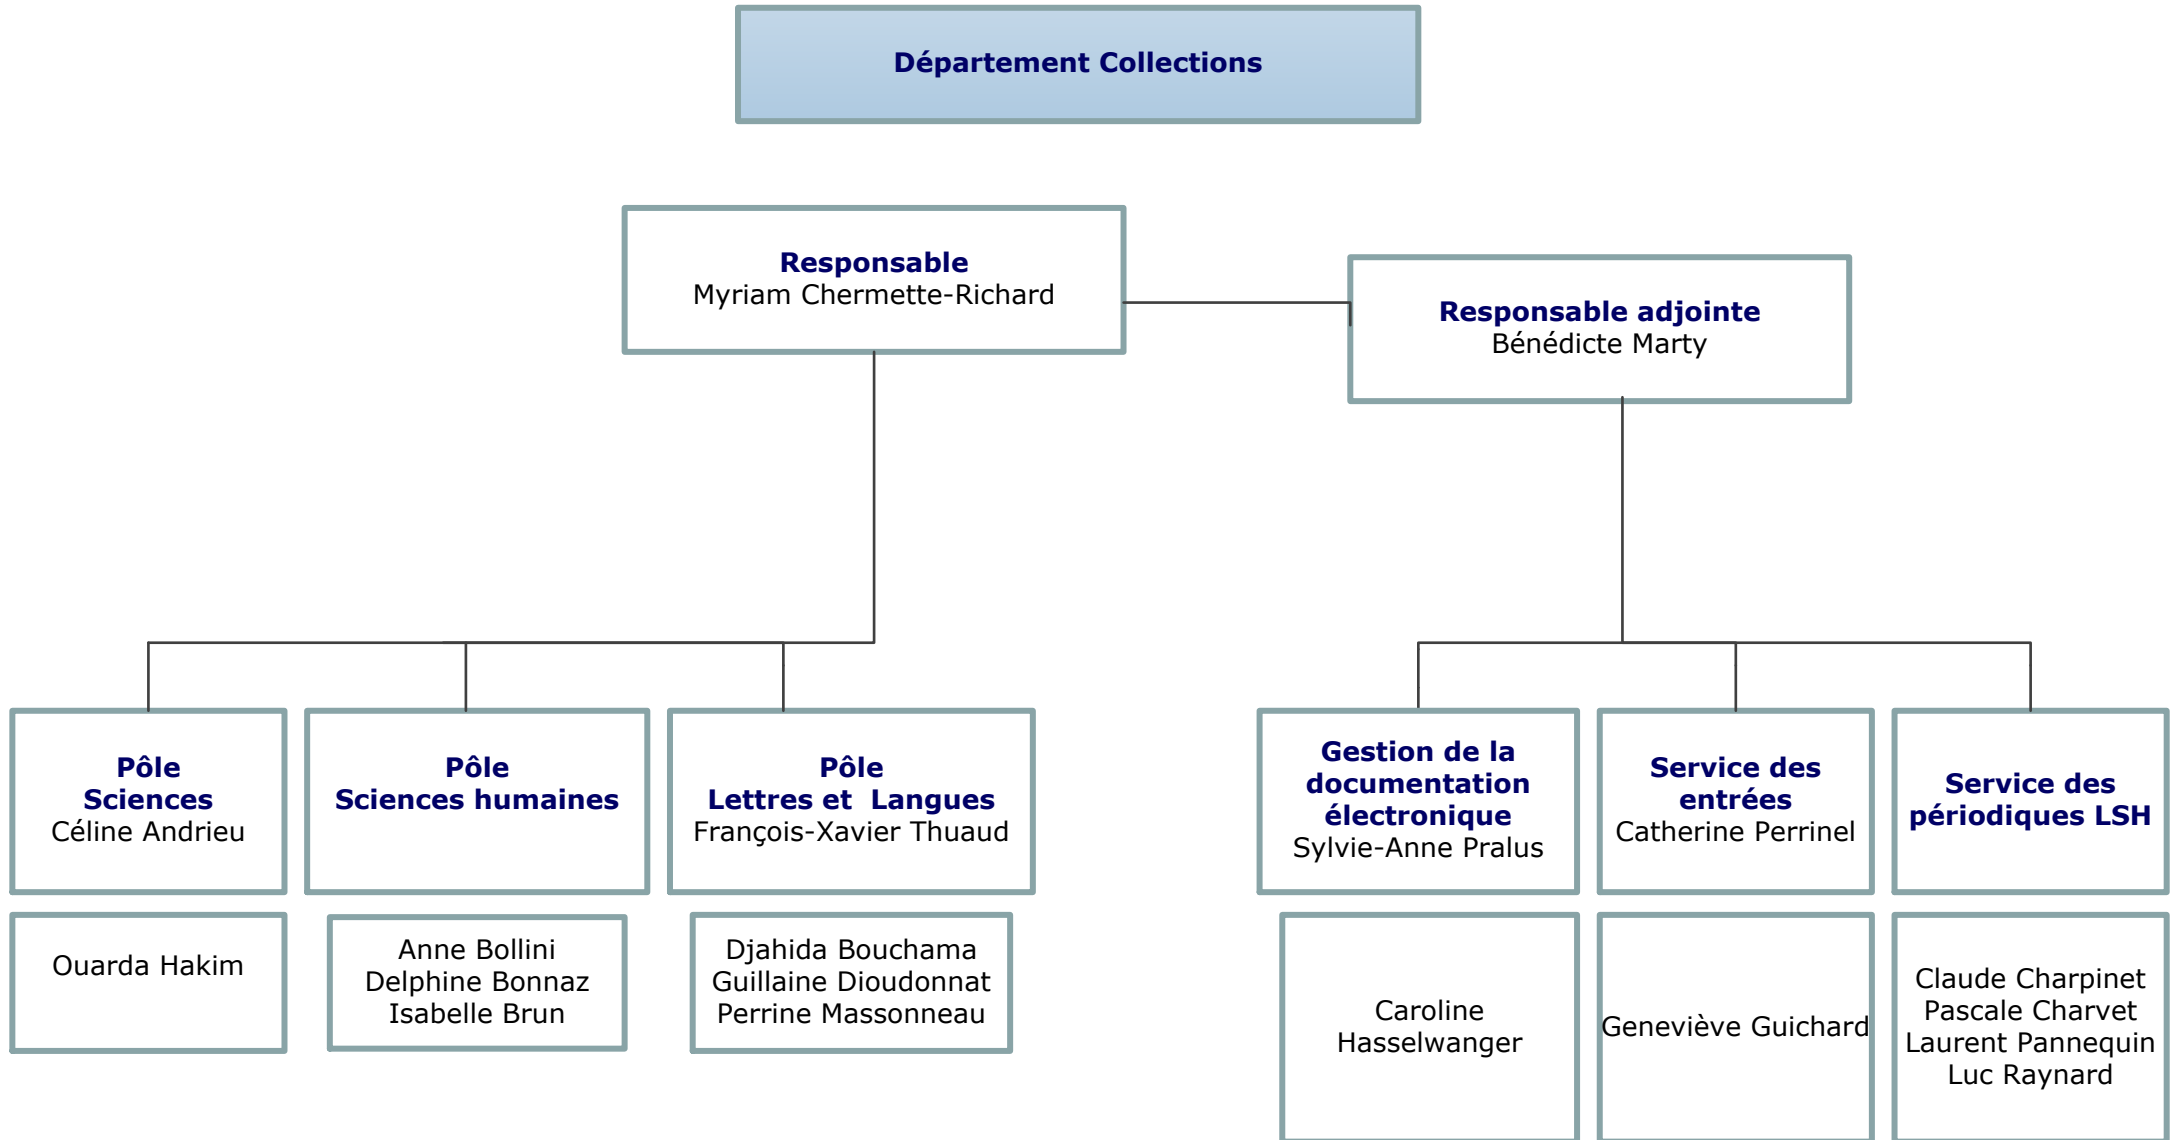 Département Collections
Responsable
Myriam Chermette-Richard
Responsable adjointe
Bénédicte Marty
Pôle
Sciences
Céline Andrieu
Pôle
Sciences humaines
Pôle
Lettres et  Langues
François-Xavier Thuaud
Gestion de la
documentation
électronique
Sylvie-Anne Pralus
Service des
entrées
Catherine Perrinel
Service des
périodiques LSH
Ouarda Hakim
Anne Bollini
Delphine Bonnaz
Isabelle Brun
Djahida Bouchama
Guillaine Dioudonnat
Perrine Massonneau
Caroline
Hasselwanger
Geneviève Guichard
Claude Charpinet
Pascale Charvet
Laurent Pannequin
Luc Raynard